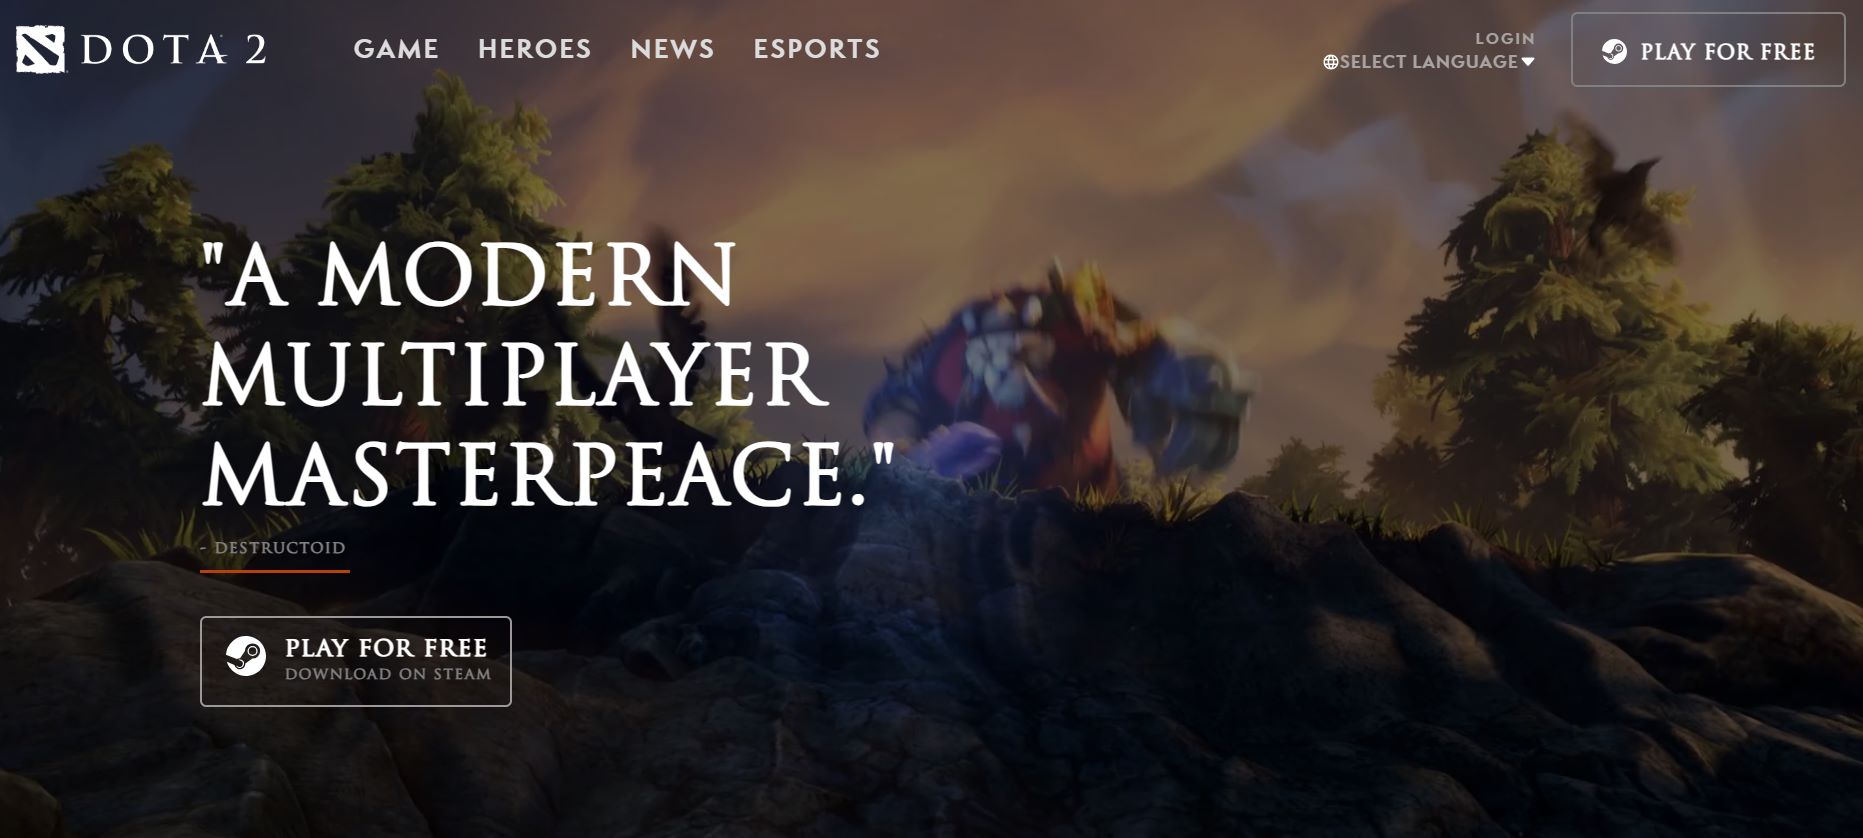 DOTA 2
GAME HEROES NEWS ESPORTS
LOGIN
SELECT LANGUAGE
PLAY FOR FREE
"A MODERN
MULTIPLAYER
MASTERPEACE."
- DESTRUCTOID
PLAY FOR FREE
DOWNLOAD ON STEAM